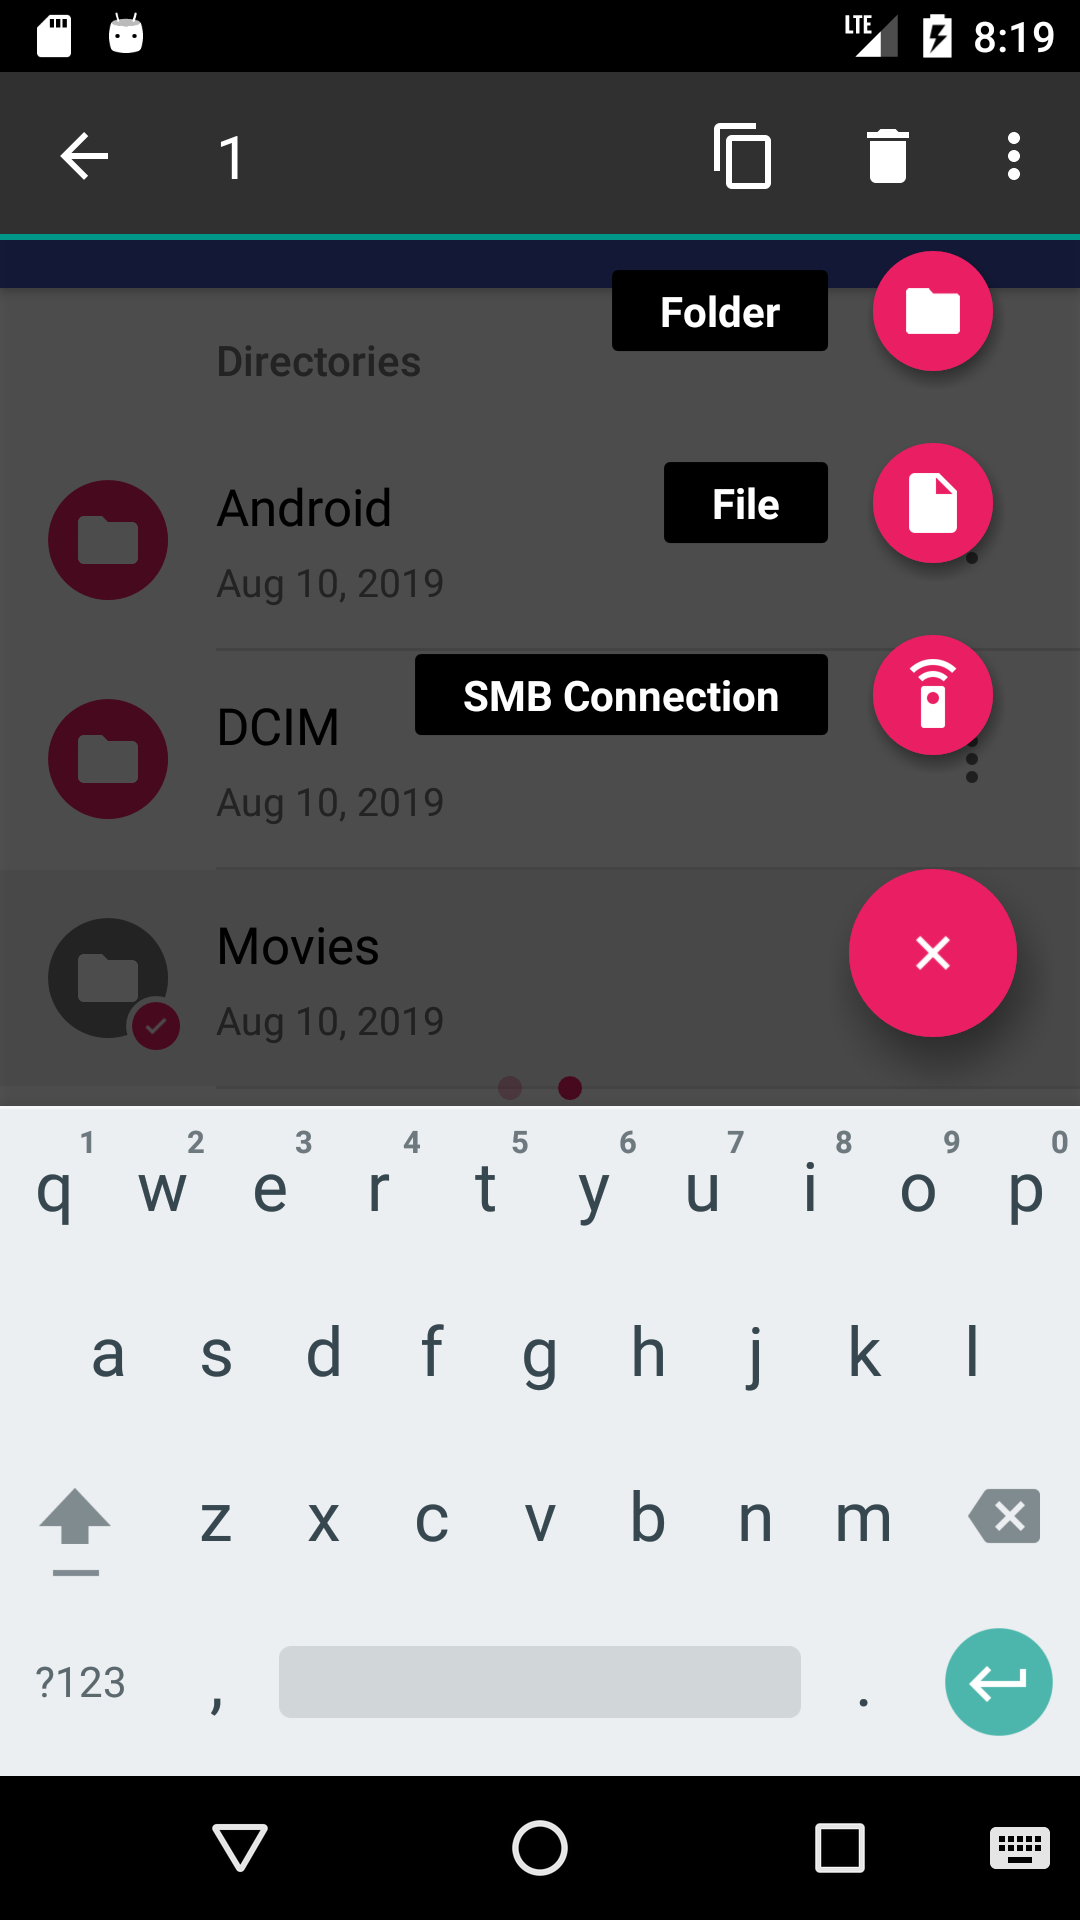 LTE 8:19
1
Folder
Directories
Android
File
Aug 10, 2019
SMB Connection
DCIM
Aug 10, 2019
Movies
Aug 10, 2019
1 2 3 4 5 6 7 8 9 0
q w e r t y u i o p
a s d f g h j k l
z x c v b n m
?123 , .